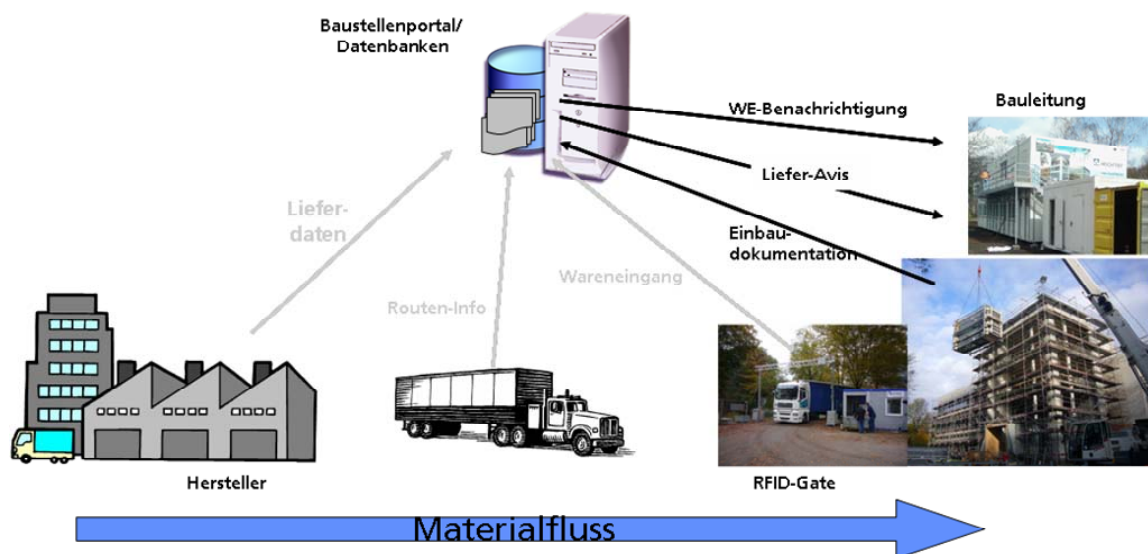 Baustellenportal/
Datenbanken
WE-Benachrichtigung
Bauleitung
Liefer-Avis
Liefer-
daten
Einbau-
dokumentation
Wareneingang
Routen-Info
Hersteller
RFID-Gate
Materialfluss